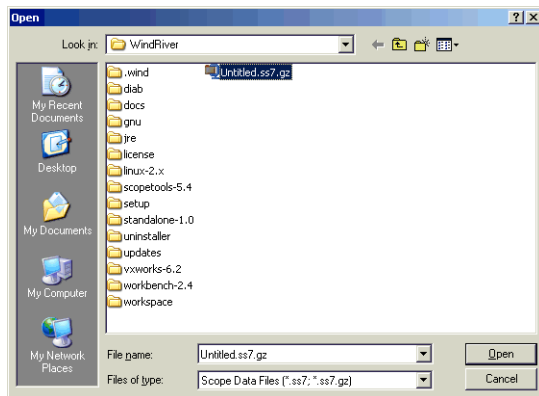 Open
Look in: WindRiver
My Recent Documents
Desktop
My Documents
My Computer
My Network Places
.wind
diab
docs
gnu
jre
license
linux-2.x
scopetools-5.4
setup
standalone-1.0
uninstaller
updates
vxworks-6.2
workbench-2.4
workspace
Untitled.ss7.gz
File name: Untitled.ss7.gz Open
Files of type: Scope Data Files (*.ss7; *.ss7.gz) Cancel